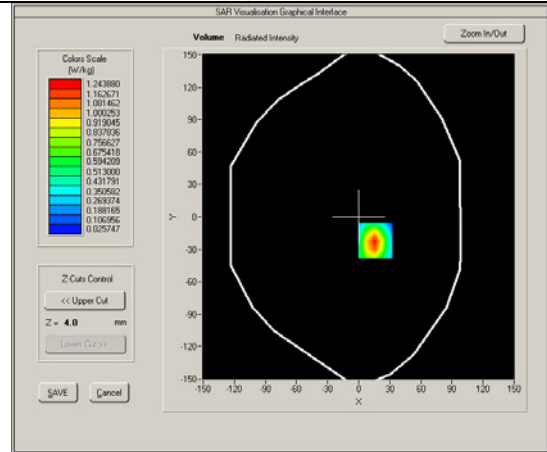 SAR Visualisation Graphical Interface
Volume Radiated Intensity
Zoom In/Out
Colors Scale
(W/kg)
1.243880
1.162671
1.081462
1.000253
0.919045
0.837836
0.756627
0.675418
0.594209
0.513000
0.431791
0.350582
0.269374
0.188165
0.106956
0.025747
Z-Cuts Control
<< Upper Cut
Z = 4.0 mm
Lower Cut >>
SAVE Cancel
150-
120-
90-
60-
30-
0-
-30-
-60-
-90-
-120-
-150-
Y
-150 -120 -90 -60 -30 0 30 60 90 120 150
X